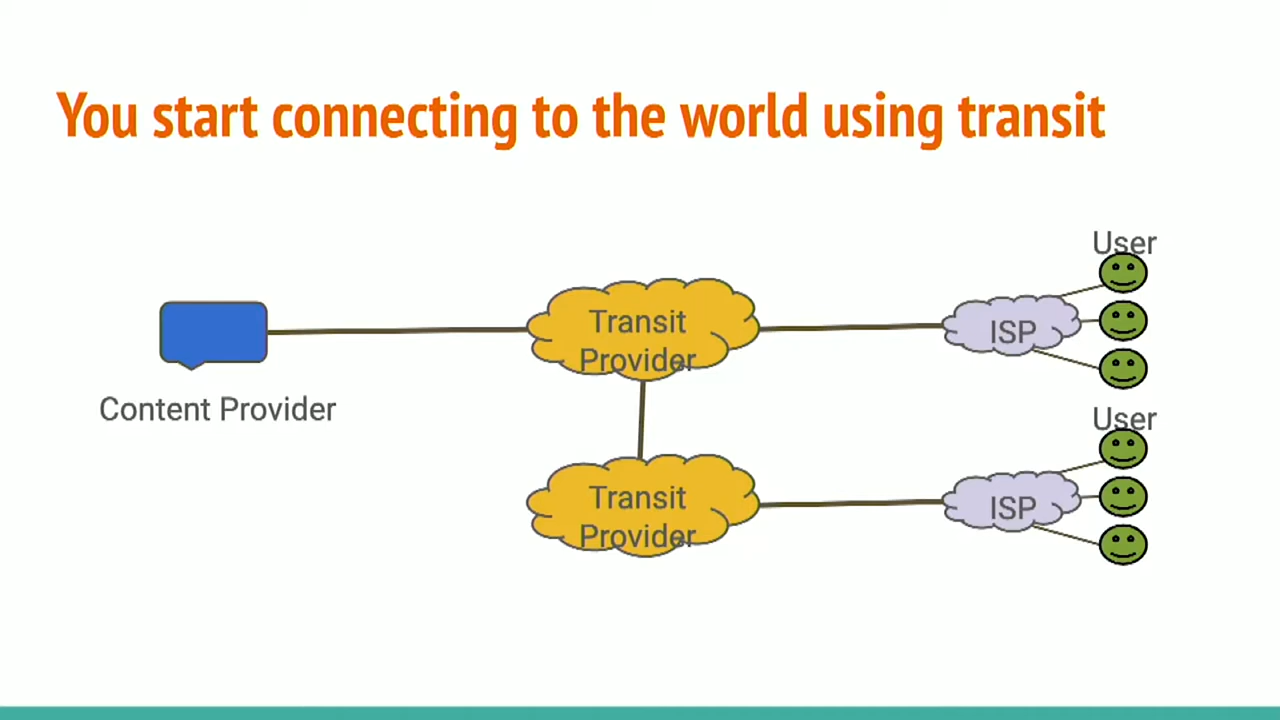 You start connecting to the world using transit
User
Transit
Provider
ISP
Content Provider
User
Transit
Provider
ISP